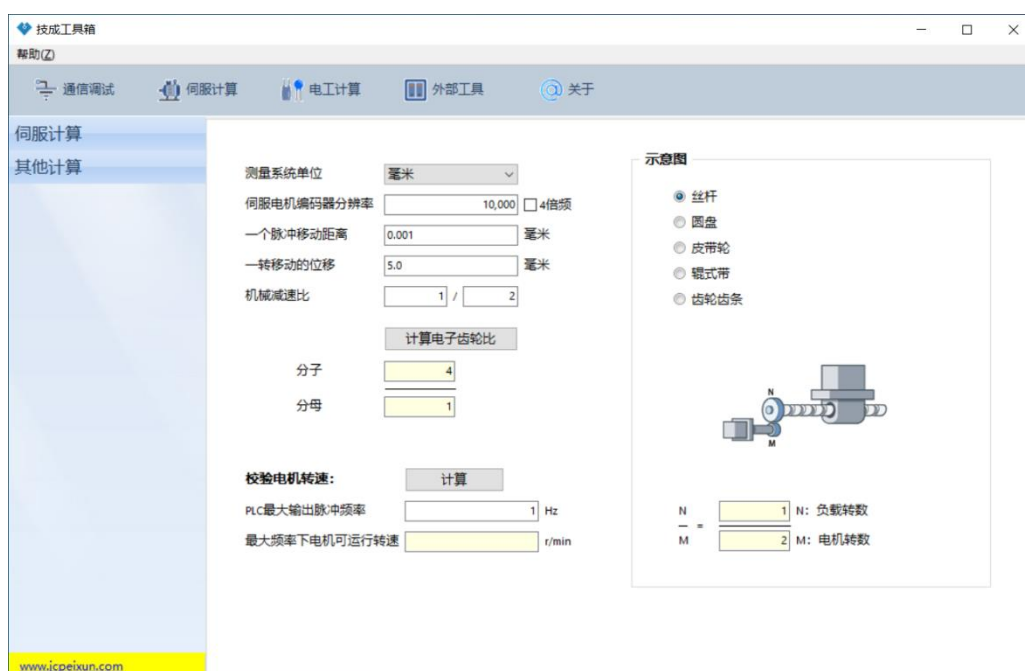 技成工具箱
帮助(Z)
通信调试 伺服计算 电工计算 外部工具 关于
伺服计算
其他计算
测量系统单位 毫米
伺服电机编码器分辨率 10,000 4倍频
一个脉冲移动距离 0.001 毫米
一转移动的位移 5.0 毫米
机械减速比 1 / 2
计算电子齿轮比
分子 4
分母 1
校验电机转速: 计算
PLC最大输出脉冲频率 1 Hz
最大频率下电机可运行转速 r/min
示意图
丝杆
圆盘
皮带轮
辊式带
齿轮齿条
N
M
N 1 N: 负载转数
=
M 2 M: 电机转数
www.jcpeixun.com